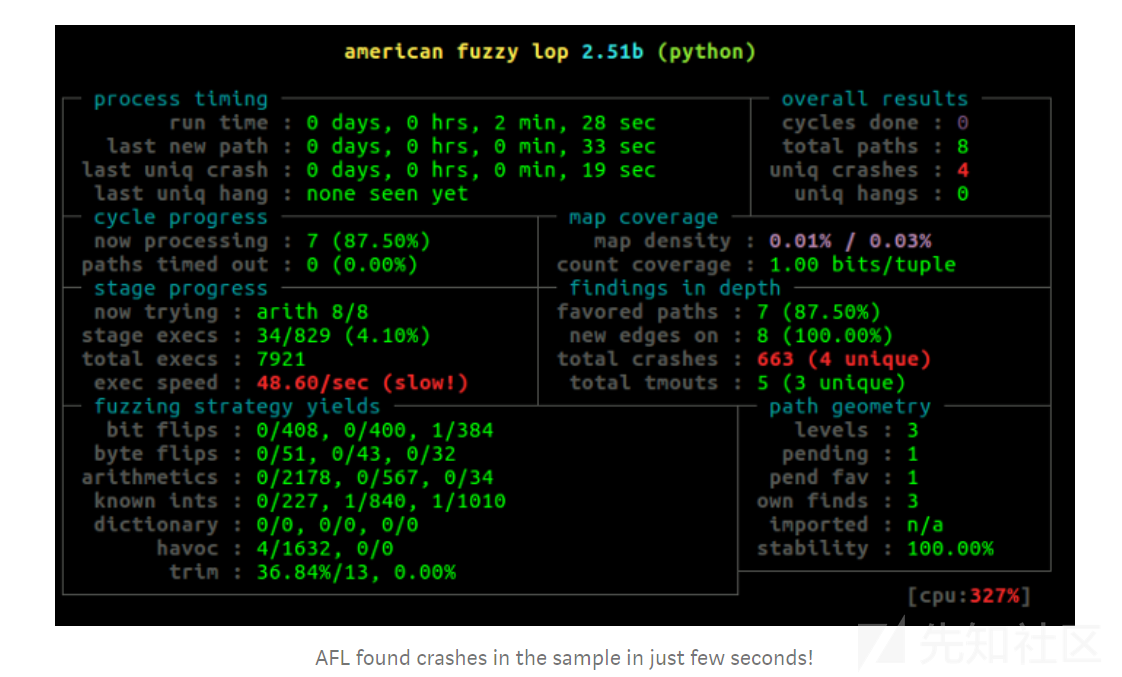 american fuzzy lop 2.51b (python)
process timing
run time : 0 days, 0 hrs, 2 min, 28 sec
last new path : 0 days, 0 hrs, 0 min, 33 sec
last uniq crash : 0 days, 0 hrs, 0 min, 19 sec
last uniq hang : none seen yet
overall results
cycles done : 0
total paths : 8
uniq crashes : 4
uniq hangs : 0
cycle progress
now processing : 7 (87.50%)
paths timed out : 0 (0.00%)
map coverage
map density : 0.01% / 0.03%
count coverage : 1.00 bits/tuple
stage progress
now trying : arith 8/8
stage execs : 34/829 (4.10%)
total execs : 7921
exec speed : 48.60/sec (slow!)
findings in depth
favored paths : 7 (87.50%)
new edges on : 8 (100.00%)
total crashes : 663 (4 unique)
total tmouts : 5 (3 unique)
fuzzing strategy yields
bit flips : 0/408, 0/400, 1/384
byte flips : 0/51, 0/43, 0/32
arithmetics : 0/2178, 0/567, 0/34
known ints : 0/227, 1/840, 1/1010
dictionary : 0/0, 0/0, 0/0
havoc : 4/1632, 0/0
trim : 36.84%/13, 0.00%
path geometry
levels : 3
pending : 1
pend fav : 1
own finds : 3
imported : n/a
stability : 100.00%
[cpu:327%]
AFL found crashes in the sample in just few seconds!
先知社区